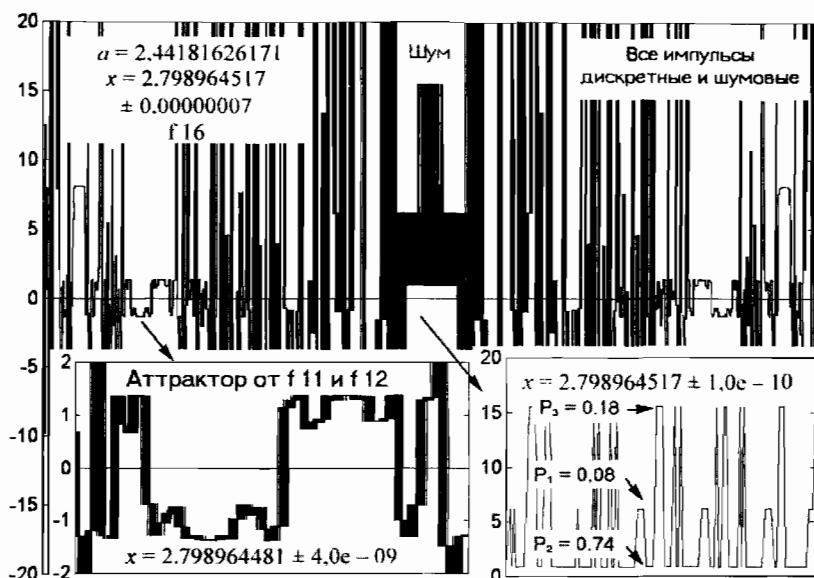 20
15
10
5
0
-5
-10
-15
-20
a = 2,44181626171
x = 2.798964517
± 0,00000007
f 16
Шум
Все импульсы
дискретные и шумовые
2
1
0
-1
-2
Аттрактор от f 11 и f 12
x = 2.798964481 ± 4,0e – 09
20
15
10
5
0
x = 2.798964517 ± 1,0e – 10
P₃ = 0.18
P₁ = 0,08
P₂ = 0.74